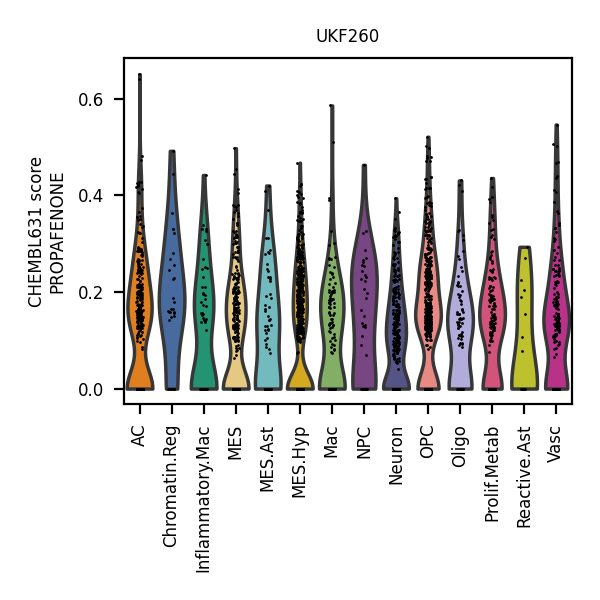 UKF260
CHEMBL631 score
PROPAFENONE
0.6
0.4
0.2
0.0
AC
Chromatin.Reg
Inflammatory.Mac
MES
MES.Ast
MES.Hyp
Mac
NPC
Neuron
OPC
Oligo
Prolif.Metab
Reactive.Ast
Vasc